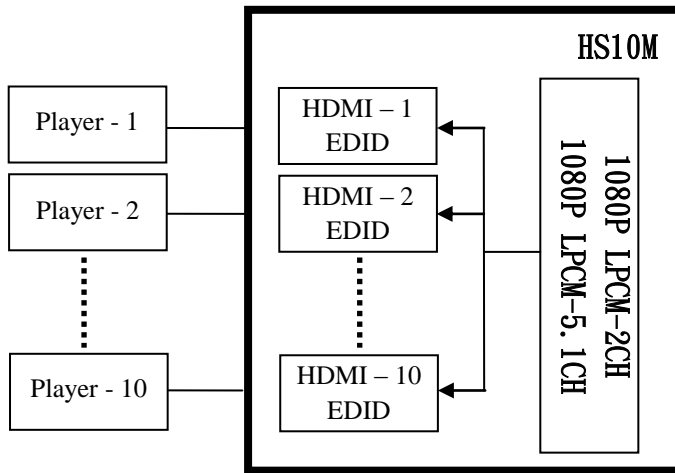 HS10M
Player - 1
HDMI – 1
EDID
Player - 2
HDMI – 2
EDID
Player - 10
HDMI – 10
EDID
1080P LPCM-2CH
1080P LPCM-5.1CH